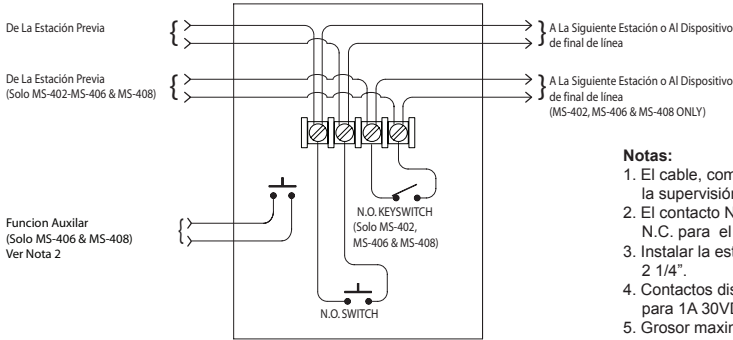 De La Estación Previa
A La Siguiente Estación o Al Dispositivo
de final de línea
De La Estación Previa
(Solo MS-402-MS-406 & MS-408)
A La Siguiente Estación o Al Dispositivo
de final de línea
(MS-402, MS-406 & MS-408 ONLY)
N.O. KEYSWITCH
(Solo MS-402,
MS-406 & MS-408)
Funcion Auxilar
(Solo MS-406 & MS-408)
Ver Nota 2
N.O. SWITCH
Notas:
1. El cable, com
la supervisión
2. El contacto N
N.C. para el
3. Instalar la est
2 1/4”.
4. Contactos dis
para 1A 30VD
5. Grosor maxin